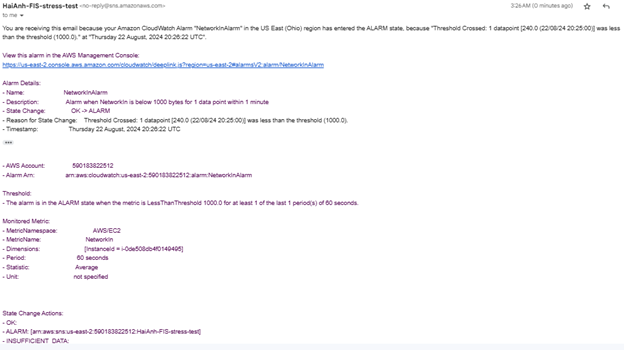 HaiAnh-FIS-stress-test <no-reply@sns.amazonaws.com>
3:26 AM (0 minutes ago)
to me
You are receiving this email because your Amazon CloudWatch Alarm "NetworkInAlarm" in the US East (Ohio) region has entered the ALARM state, because "Threshold Crossed: 1 datapoint [240.0 (22/08/24 20:25:00)] was less
than the threshold (1000.0)." at "Thursday 22 August, 2024 20:26:22 UTC".
View this alarm in the AWS Management Console:
https://us-east-2.console.aws.amazon.com/cloudwatch/deeplink.js?region=us-east-2#alarmsV2:alarm/NetworkInAlarm
Alarm Details:
- Name: NetworkInAlarm
- Description: Alarm when NetworkIn is below 1000 bytes for 1 data point within 1 minute
- State Change: OK -> ALARM
- Reason for State Change: Threshold Crossed: 1 datapoint [240.0 (22/08/24 20:25:00)] was less than the threshold (1000.0).
- Timestamp: Thursday 22 August, 2024 20:26:22 UTC
- AWS Account: 590183822512
- Alarm Arn: arn:aws:cloudwatch:us-east-2:590183822512:alarm:NetworkInAlarm
Threshold:
- The alarm is in the ALARM state when the metric is LessThanThreshold 1000.0 for at least 1 of the last 1 period(s) of 60 seconds.
Monitored Metric:
- MetricNamespace: AWS/EC2
- MetricName: NetworkIn
- Dimensions: [InstanceId = i-0de508db4f0149495]
- Period: 60 seconds
- Statistic: Average
- Unit: not specified
State Change Actions:
- OK:
- ALARM: [arn:aws:sns:us-east-2:590183822512:HaiAnh-FIS-stress-test]
- INSUFFICIENT_DATA: